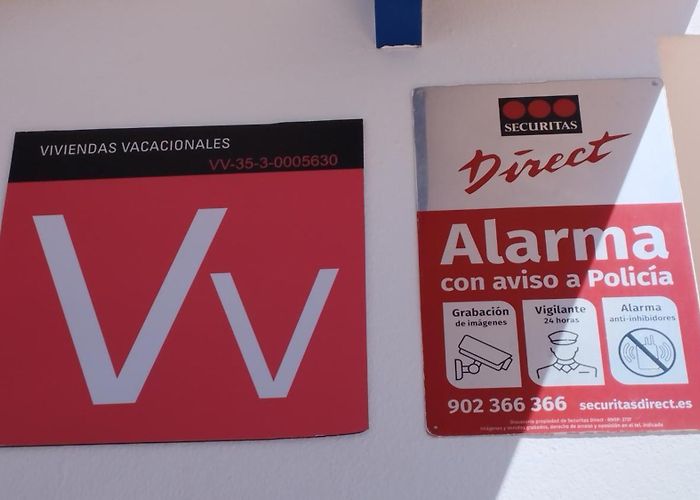 VIVIENDAS VACACIONALES
VV-35-3-0005630
Vv
SECURITAS
Direct
Alarma
con aviso a Policía
Grabación
de imágenes
Vigilante
24 horas
Alarma
anti-inhibidores
902 366 366 securitasdirect.es